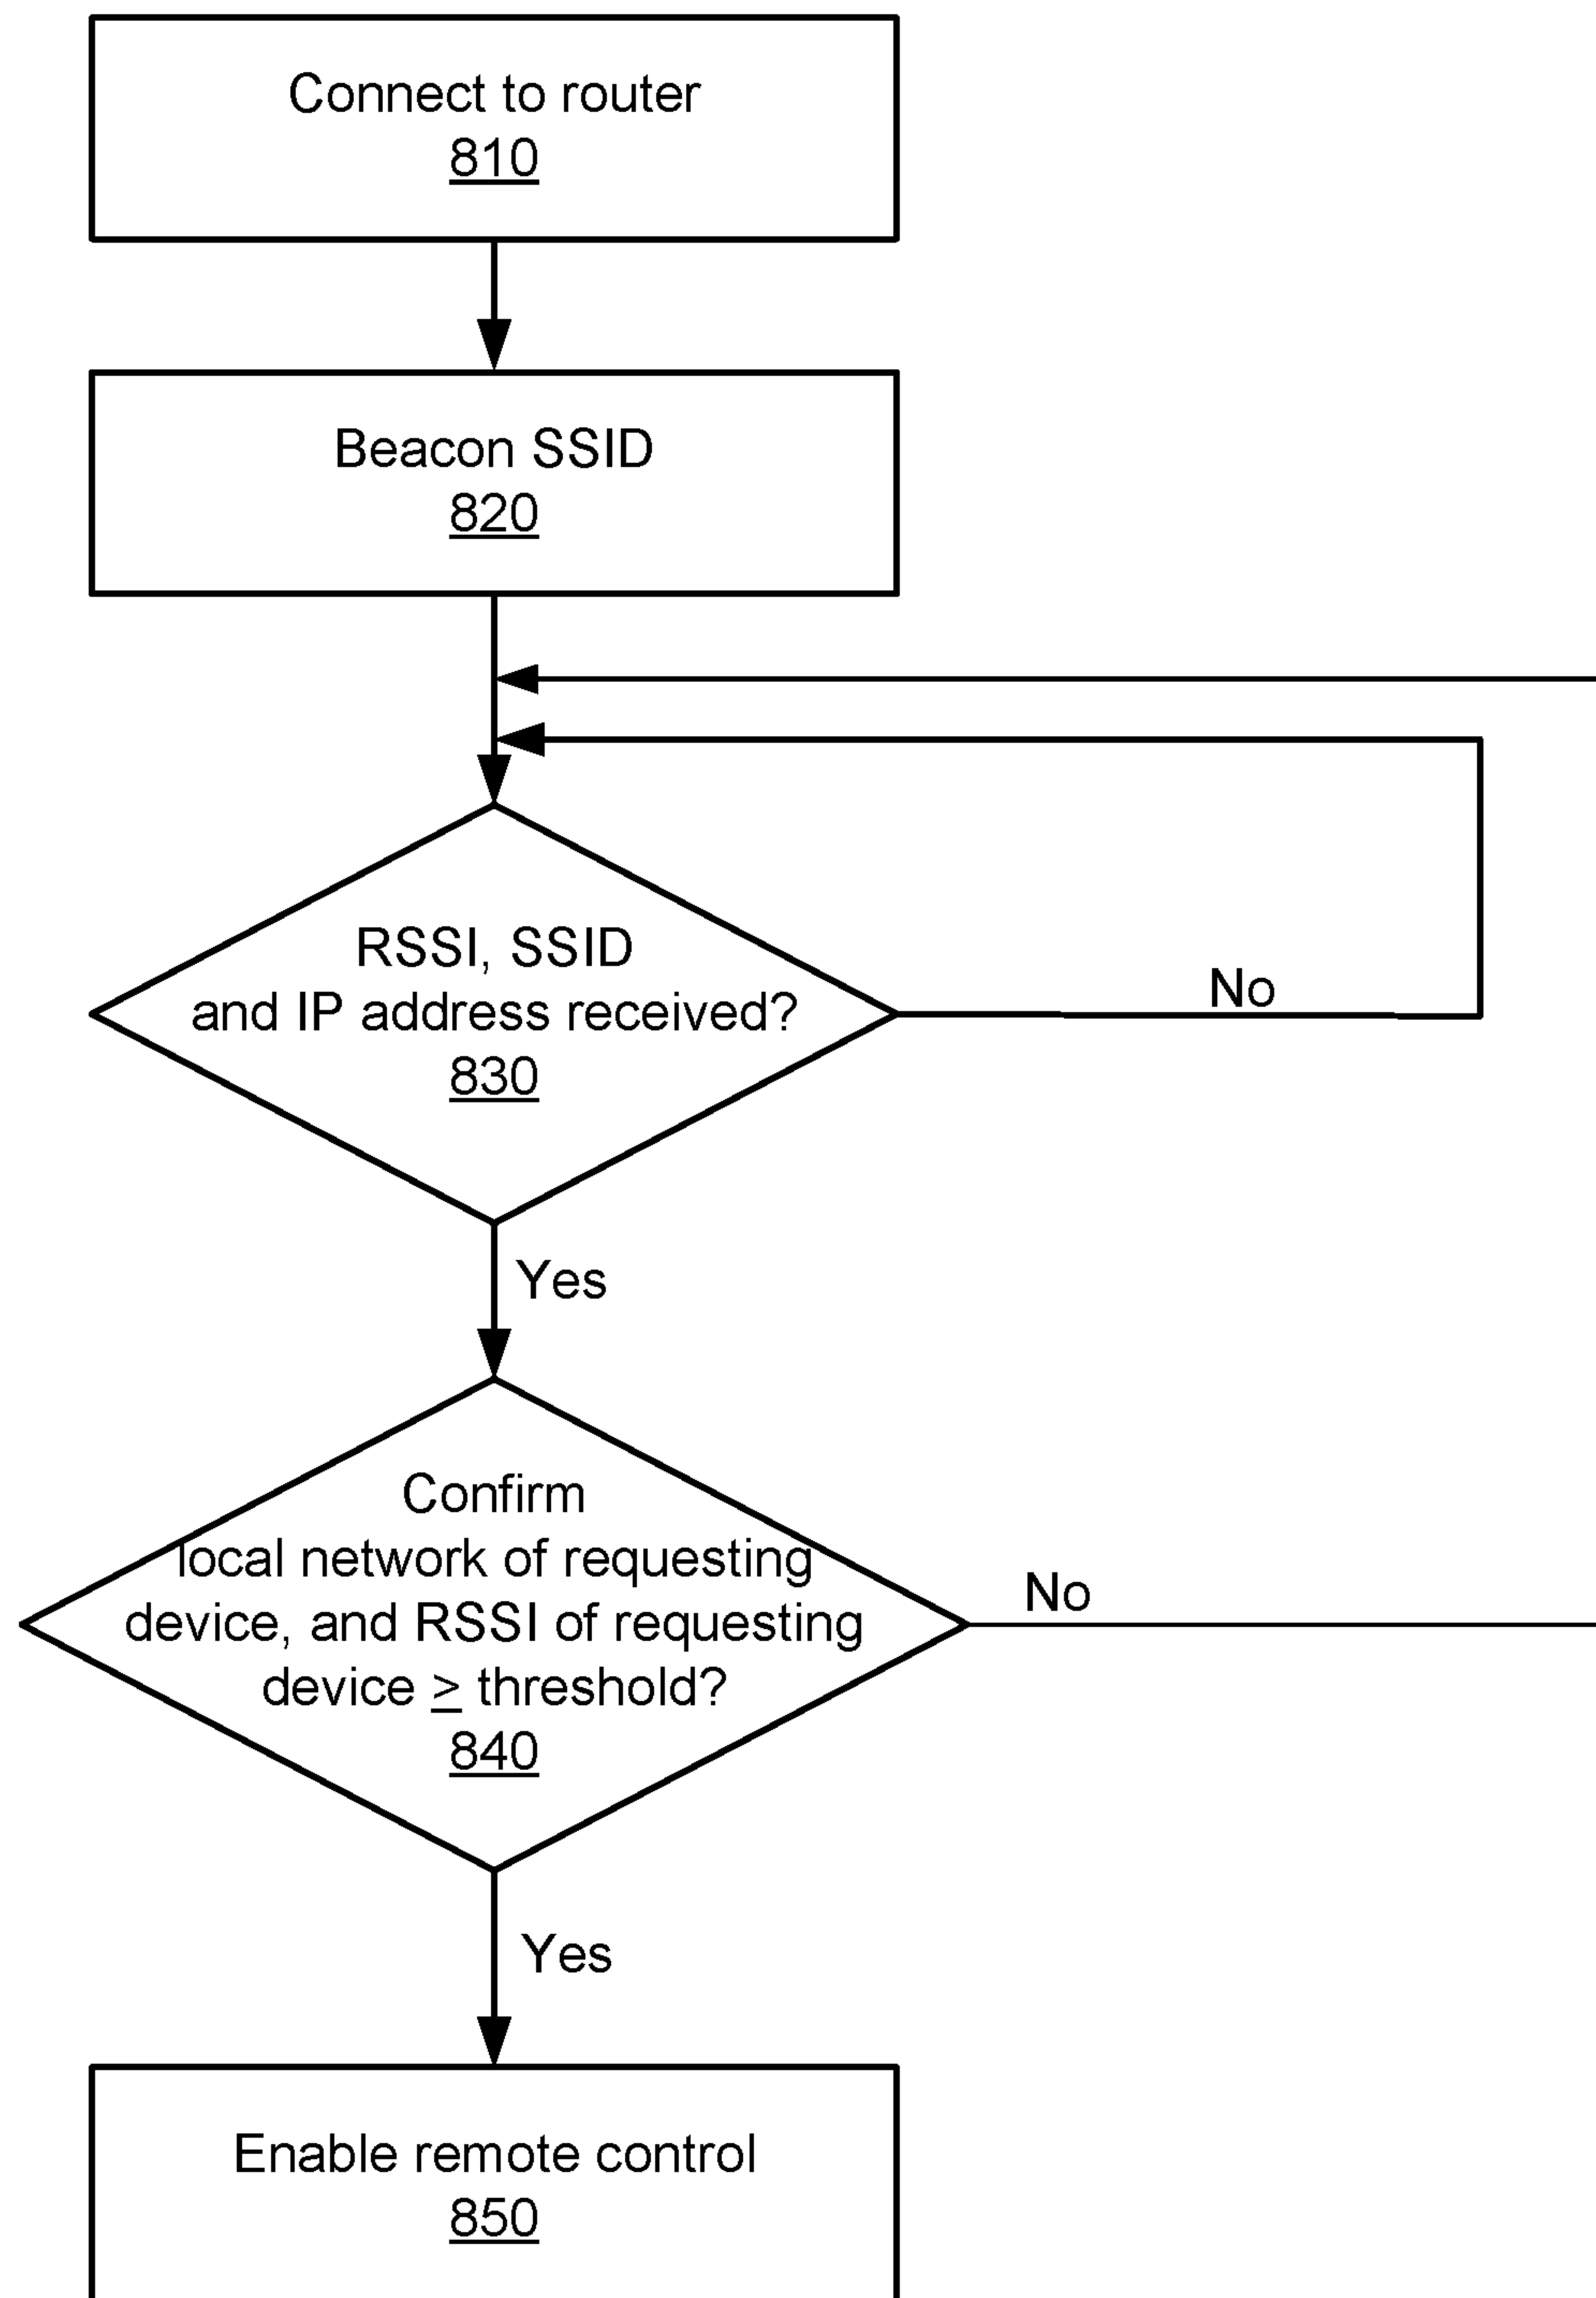 Connect to router
810
Beacon SSID
820
RSSI, SSID
and IP address received?
830
No
Yes
Confirm
local network of requesting
device, and RSSI of requesting
device ≥ threshold?
840
No
Yes
Enable remote control
850